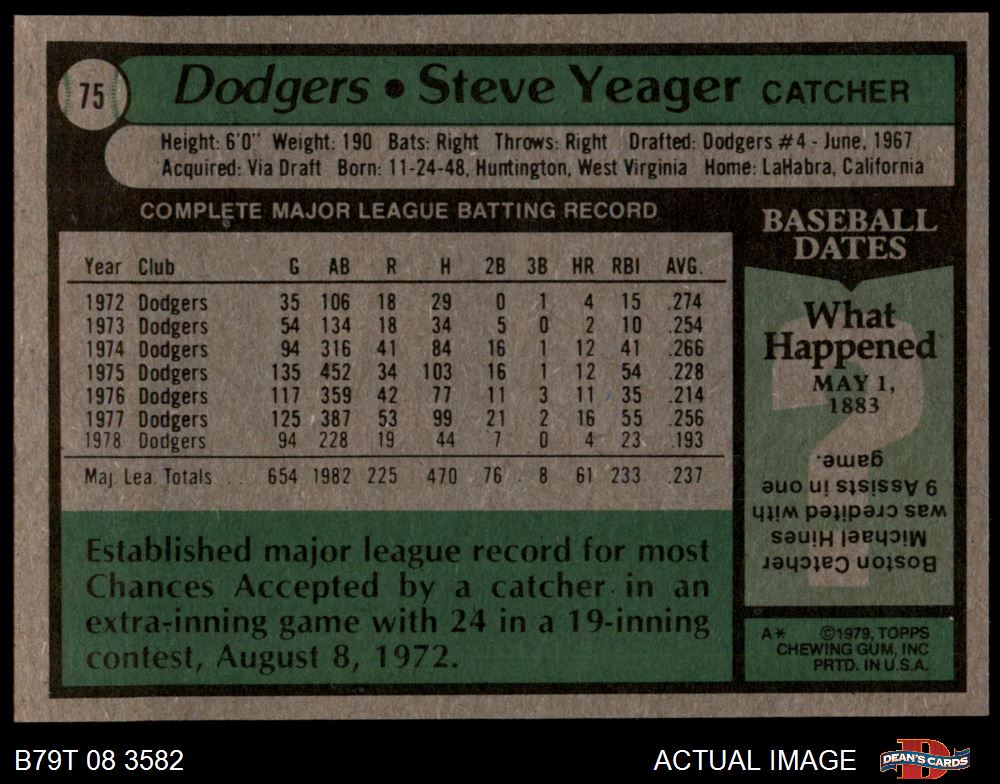 75
Dodgers • Steve Yeager CATCHER
Height: 6'0" Weight: 190 Bats: Right Throws: Right Drafted: Dodgers #4 - June, 1967
Acquired: Via Draft Born: 11-24-48, Huntington, West Virginia Home: LaHabra, California
COMPLETE MAJOR LEAGUE BATTING RECORD
Year Club G AB R H 2B 3B HR RBI AVG.
1972 Dodgers 35 106 18 29 0 1 4 15 .274
1973 Dodgers 54 134 18 34 5 0 2 10 .254
1974 Dodgers 94 316 41 84 16 1 12 41 .266
1975 Dodgers 135 452 34 103 16 1 12 54 .228
1976 Dodgers 117 359 42 77 11 3 11 35 .214
1977 Dodgers 125 387 53 99 21 2 16 55 .256
1978 Dodgers 94 228 19 44 7 0 4 23 .193
Maj. Lea. Totals . . 654 1982 225 470 76 8 61 233 .237
Established major league record for most
Chances Accepted by a catcher in an
extra-inning game with 24 in a 19-inning
contest, August 8, 1972.
BASEBALL
DATES
What
Happened
MAY 1,
1883
?
Boston Catcher
Michael Hines
was credited with
9 Assists in one
game.
A* ©1979, TOPPS
CHEWING GUM, INC
PRTD. IN U.S.A.
B79T 08 3582
ACTUAL IMAGE
D
DEAN'S CARDS